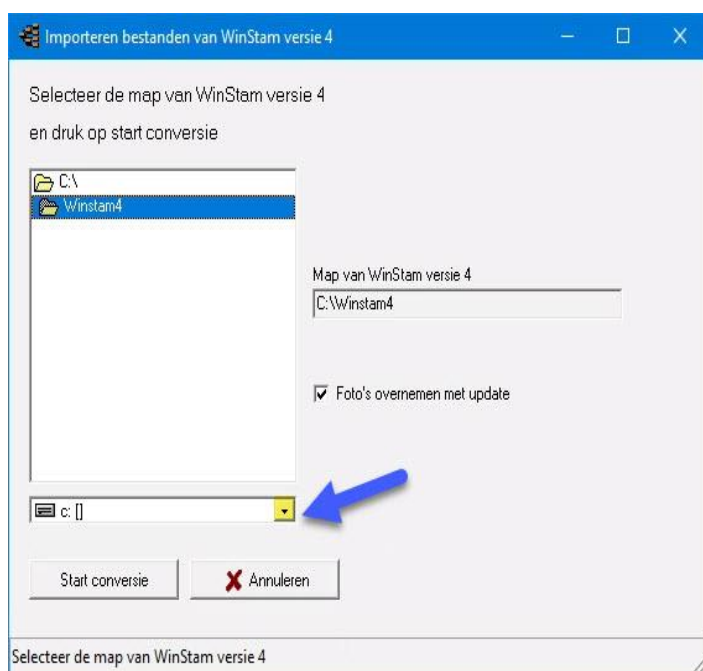 Importeren bestanden van WinStam versie 4
Selecteer de map van WinStam versie 4
en druk op start conversie
C:\
Winstam4
Map van WinStam versie 4
C:\Winstam4
Foto's overnemen met update
c: []
Start conversie
Annuleren
Selecteer de map van WinStam versie 4